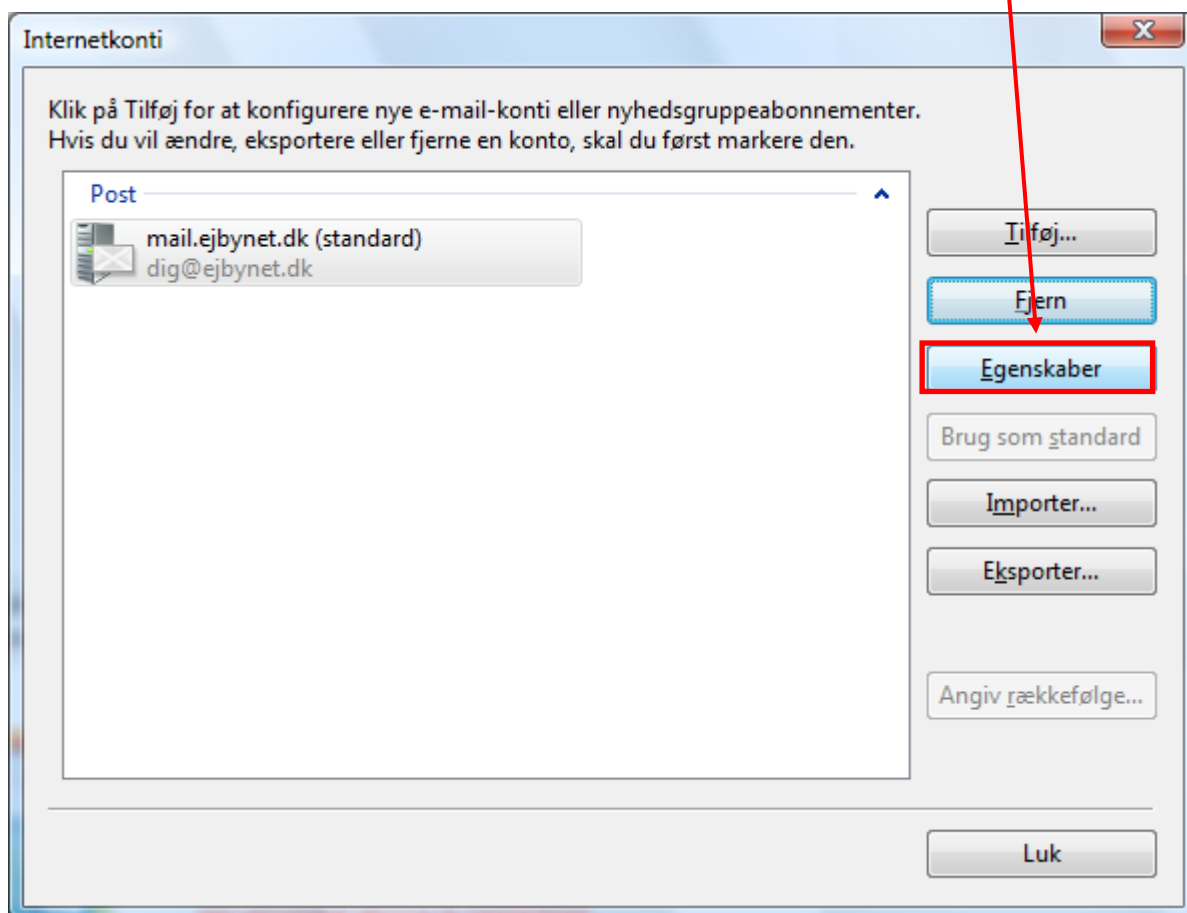 Internetkonti
Klik på Tilføj for at konfigurere nye e-mail-konti eller nyhedsgruppeabonnementer.
Hvis du vil ændre, eksportere eller fjerne en konto, skal du først markere den.
Post
mail.ejbynet.dk (standard)
dig@ejbynet.dk
Tilføj...
Fjern
Egenskaber
Brug som standard
Importer...
Eksporter...
Angiv rækkefølge...
Luk